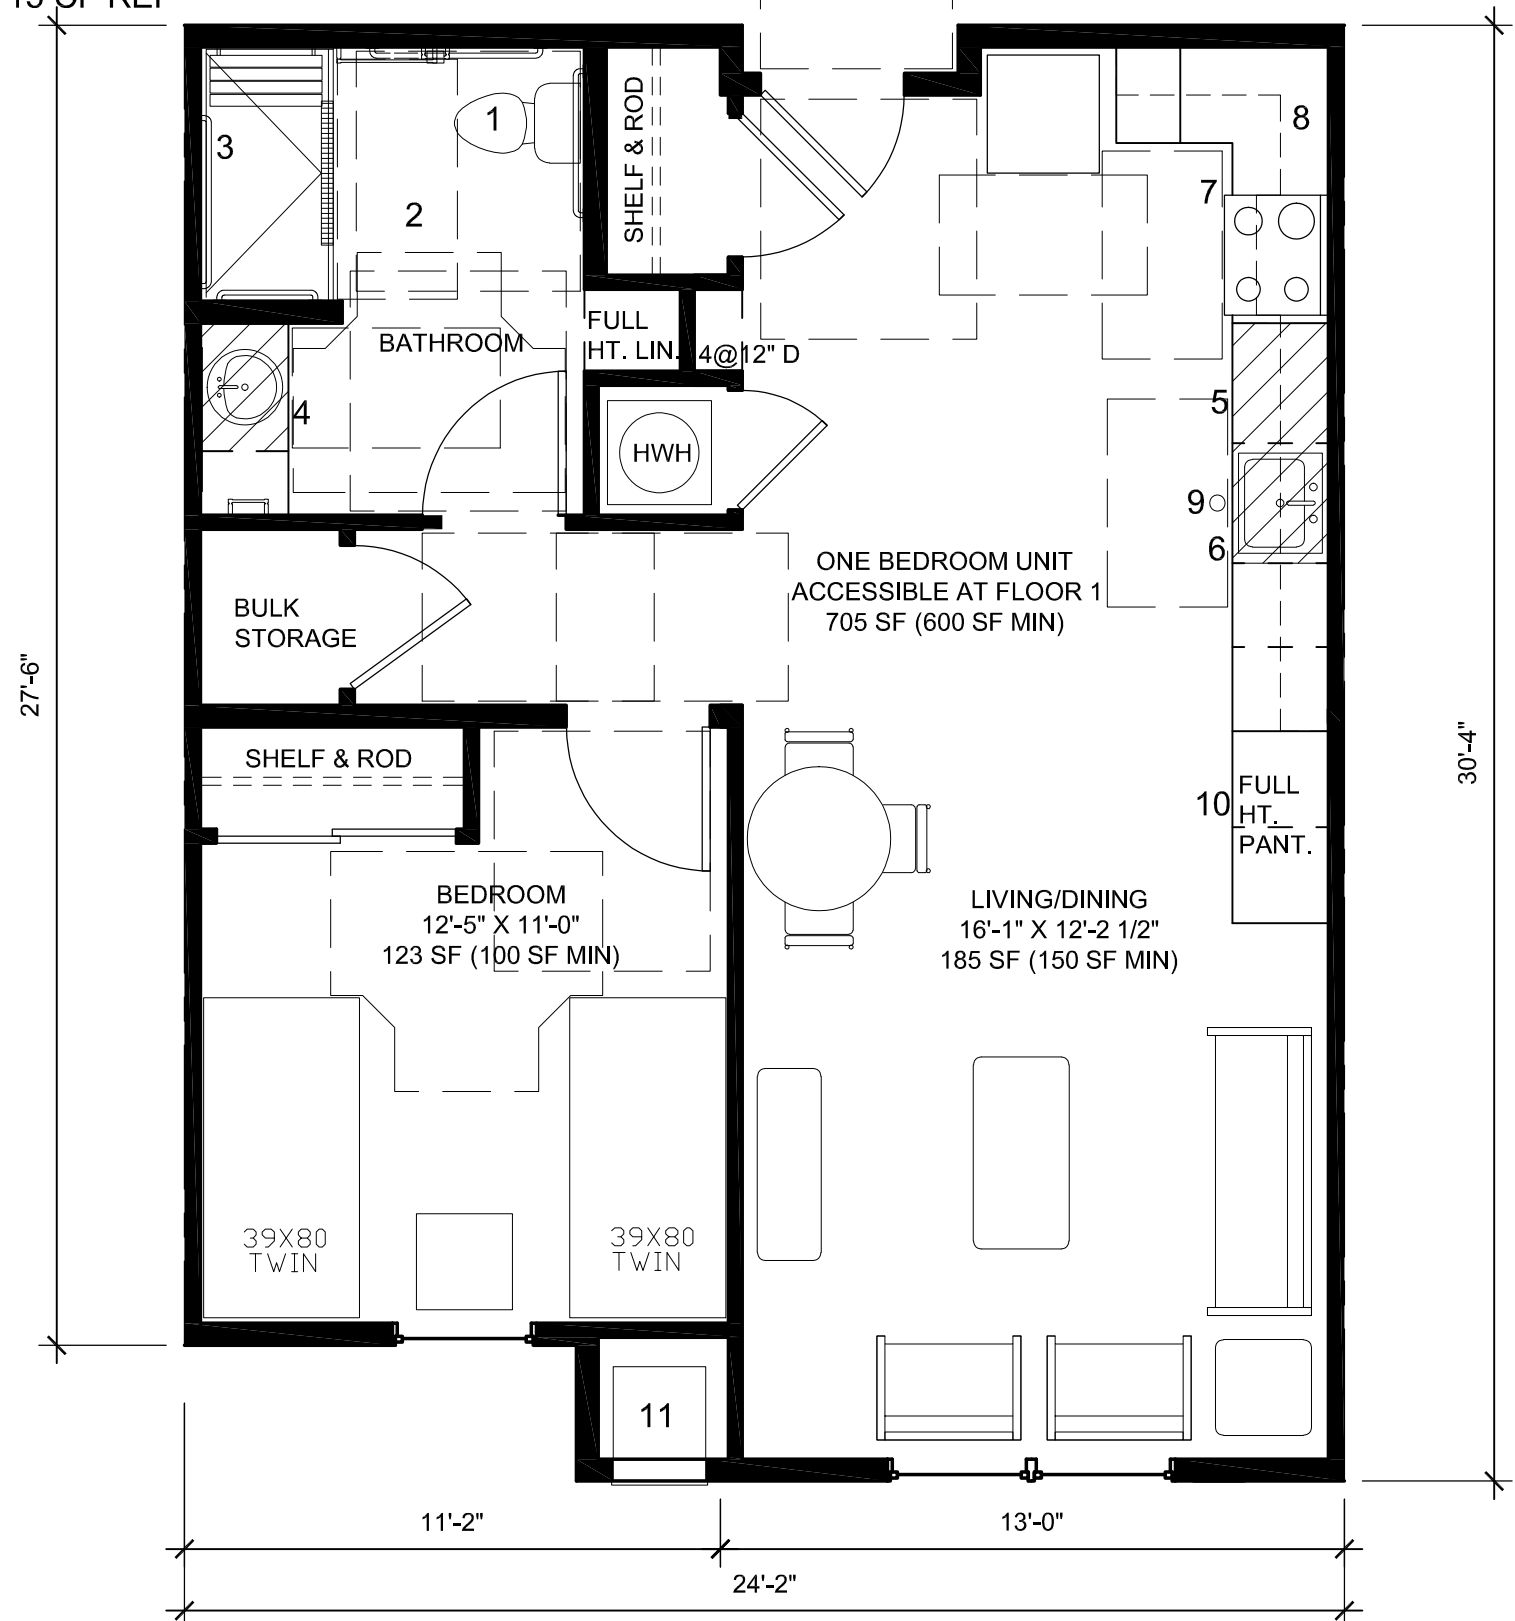 15 CF REF
1
SHELF & ROD
3
8
7
2
FULL
HT. LIN.
BATHROOM
4@12" D
4
5
HWH
9
6
ONE BEDROOM UNIT
ACCESSIBLE AT FLOOR 1
705 SF (600 SF MIN)
BULK
STORAGE
27'-6"
30'-4"
SHELF & ROD
10
FULL
HT.
PANT.
BEDROOM
12'-5" X 11'-0"
123 SF (100 SF MIN)
LIVING/DINING
16'-1" X 12'-2 1/2"
185 SF (150 SF MIN)
39X80
TWIN
39X80
TWIN
11
11'-2"
13'-0"
24'-2"